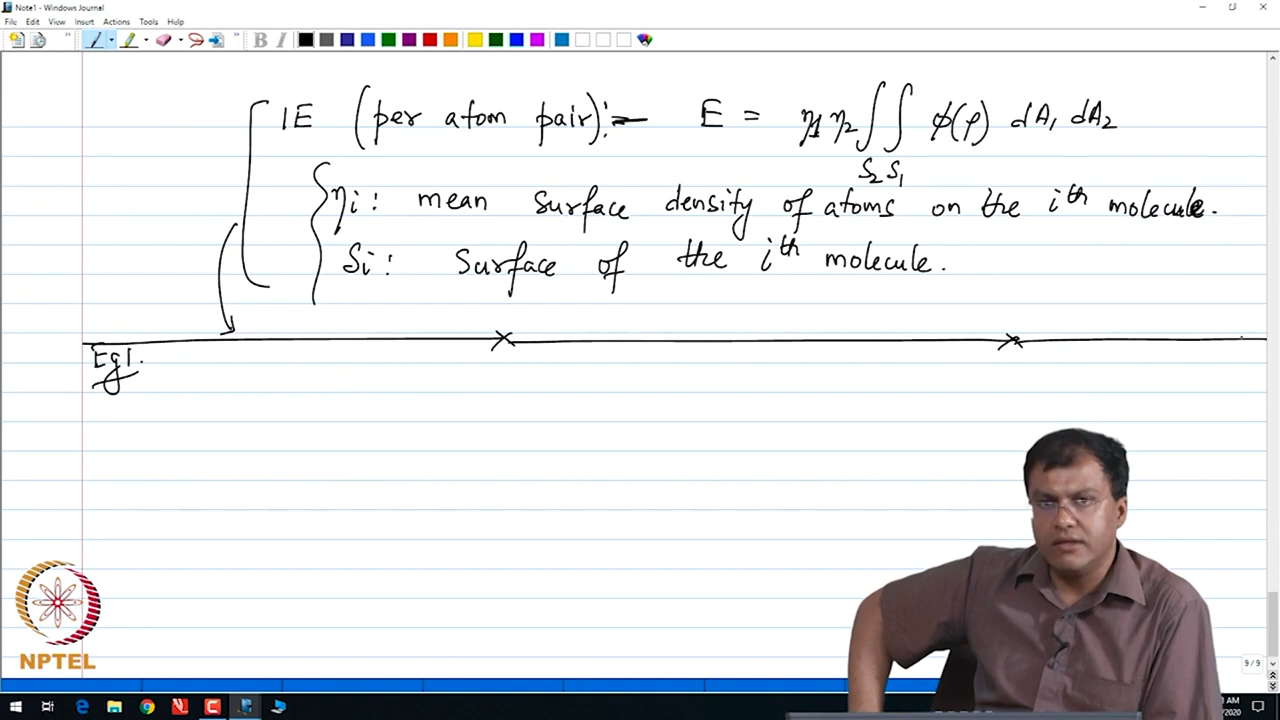 Note1 - Windows Journal
File Edit View Insert Actions Tools Help
B I
IE (per atom pair):- E = η1 η2 ∫∫ φ(ρ) dA1 dA2
S2 S1
ηi : mean surface density of atoms on the ith molecule.
Si : Surface of the ith molecule.
Eg1.
NPTEL
9 / 9
AM
2020